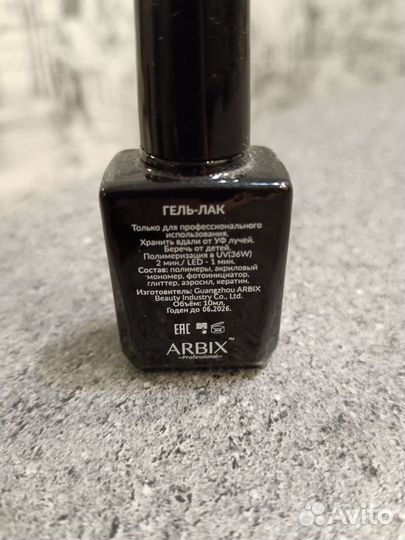 ГЕЛЬ-ЛАК
Только для профессионального
использования.
Хранить вдали от УФ лучей.
Беречь от детей.
Полимеризация в UV(36W)
2 мин./ LED - 1 мин.
Состав: полимеры, акриловый
мономер, фотоинициатор,
глиттер, аэросил, кератин.
Изготовитель: Guangzhou ARBIX
Beauty Industry Co., Ltd.
Объём: 10мл.
Годен до 06.2026.
EAC
ARBIX™
Professional
Avito